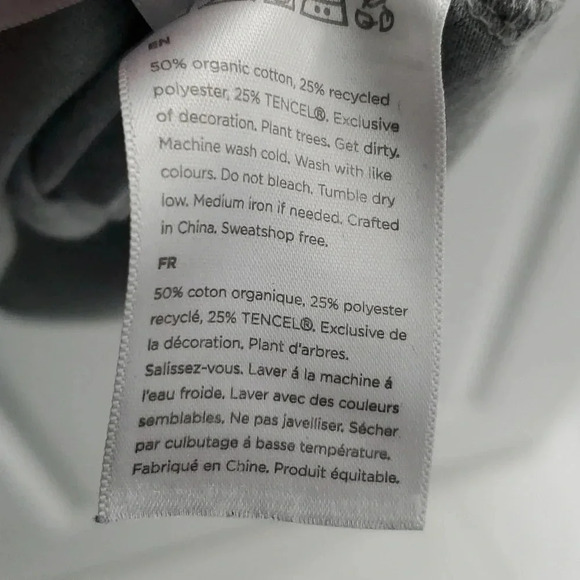 EN
50% organic cotton, 25% recycled
polyester, 25% TENCEL®. Exclusive
of decoration. Plant trees. Get dirty.
Machine wash cold. Wash with like
colours. Do not bleach. Tumble dry
low. Medium iron if needed. Crafted
in China. Sweatshop free.
FR
50% coton organique, 25% polyester
recyclé, 25% TENCEL®. Exclusive de
la décoration. Plant d'arbres.
Salissez-vous. Laver á la machine á
l'eau froide. Laver avec des couleurs
semblables. Ne pas javelliser. Sécher
par culbutage á basse température.
Fabriqué en Chine. Produit équitable.